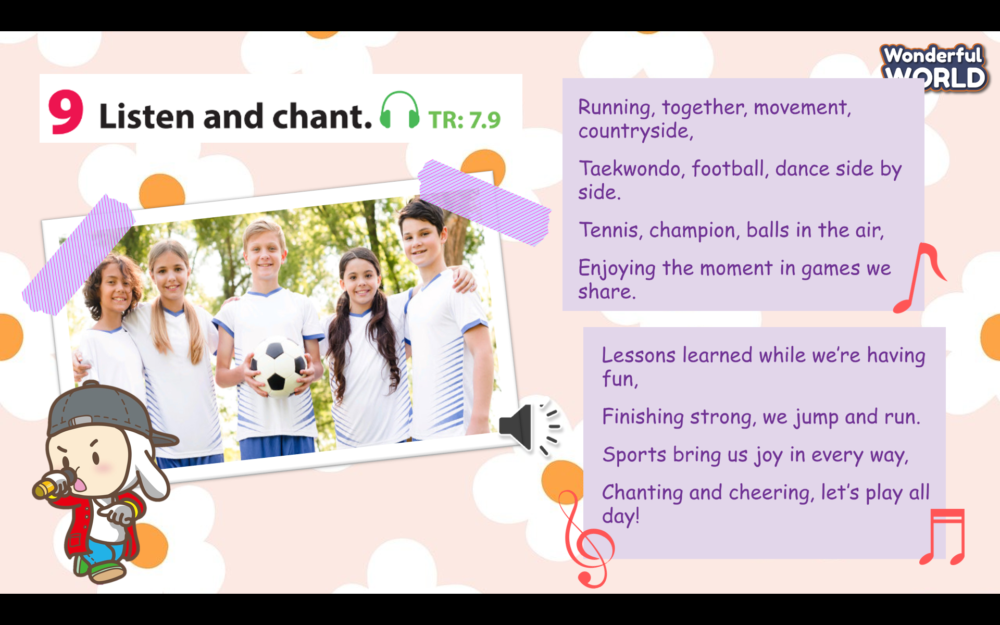 Wonderful
WORLD
9 Listen and chant. TR: 7.9
Running, together, movement,
countryside,
Taekwondo, football, dance side by
side.
Tennis, champion, balls in the air,
Enjoying the moment in games we
share.
Lessons learned while we’re having
fun,
Finishing strong, we jump and run.
Sports bring us joy in every way,
Chanting and cheering, let’s play all
day!